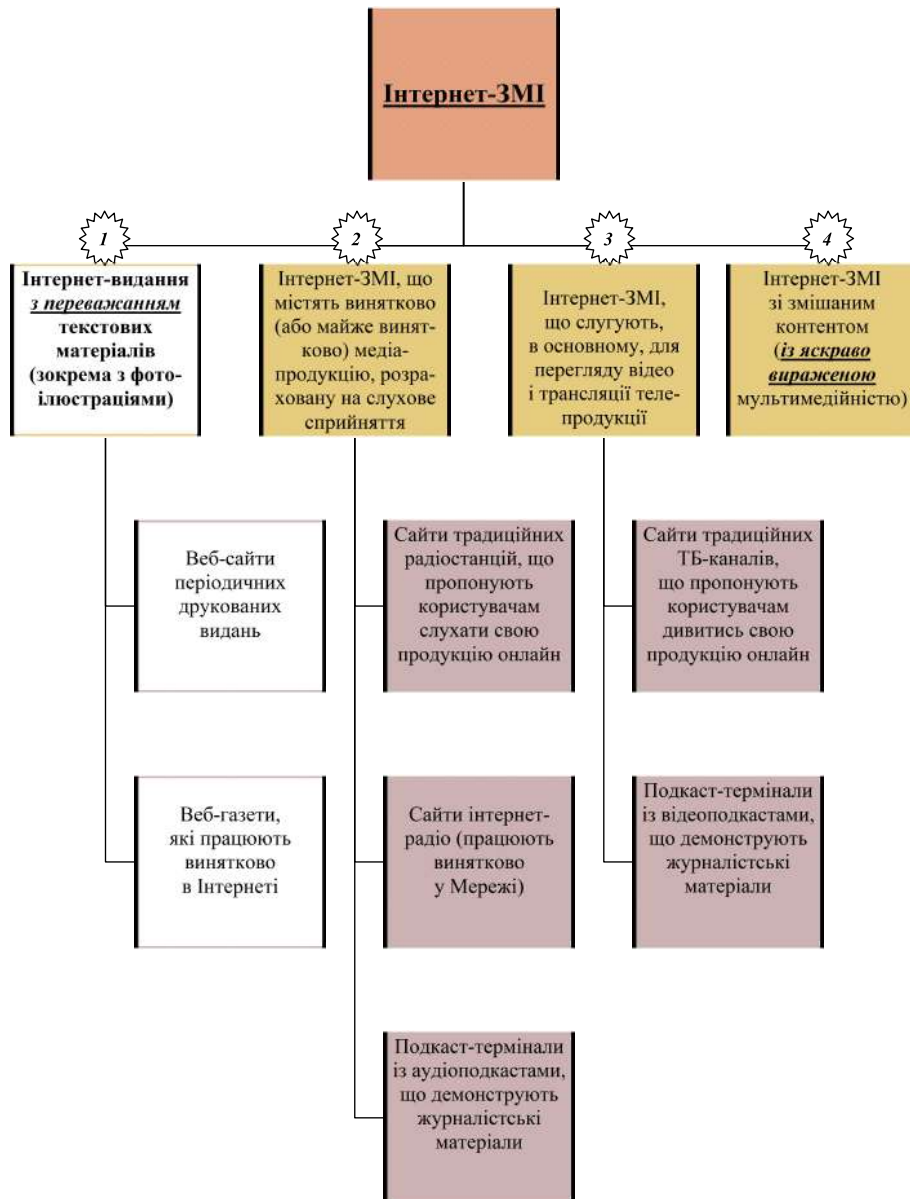 Інтернет-ЗМІ
1
2
3
4
Інтернет-видання
з переважанням
текстових
матеріалів
(зокрема з фото-
ілюстраціями)
Інтернет-ЗМІ, що
містять винятково
(або майже винят-
ково) медіа-
продукцію, розра-
ховану на слухове
сприйняття
Інтернет-ЗМІ,
що слугують,
в основному, для
перегляду відео
і трансляції теле-
продукції
Інтернет-ЗМІ
зі змішаним
контентом
(із яскраво
вираженою
мультимедійністю)
Веб-сайти
періодичних
друкованих
видань
Сайти традиційних
радіостанцій, що
пропонують
користувачам
слухати свою
продукцію онлайн
Сайти традиційних
ТБ-каналів,
що пропонують
користувачам
дивитись свою
продукцію онлайн
Веб-газети,
які працюють
винятково
в Інтернеті
Сайти інтернет-
радіо (працюють
винятково
у Мережі)
Подкаст-термінали
із відеоподкастами,
що демонструють
журналістські
матеріали
Подкаст-термінали
із аудіоподкастами,
що демонструють
журналістські
матеріали